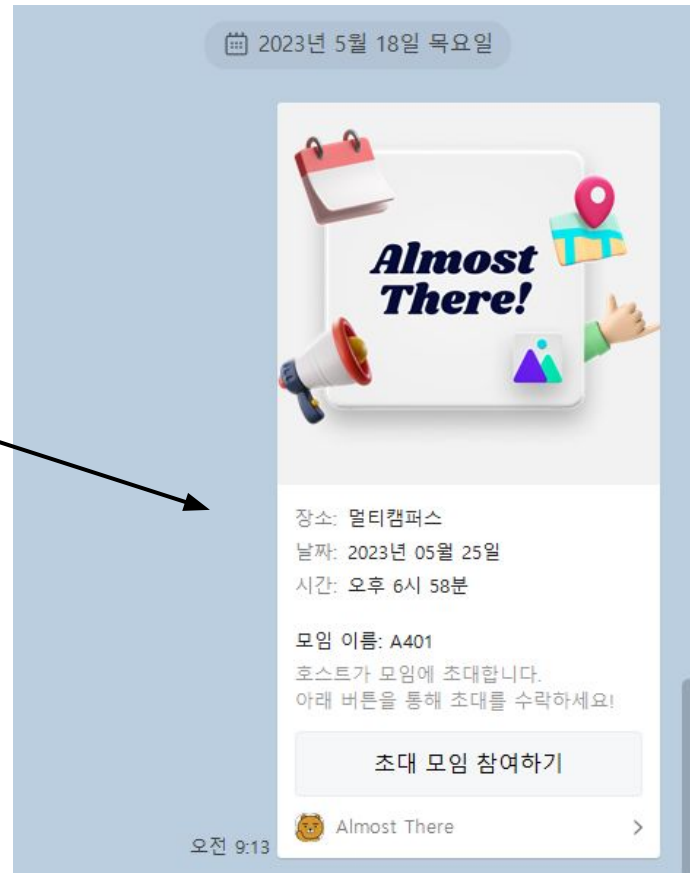 2023년 5월 18일 목요일
Almost
There!
장소: 멀티캠퍼스
날짜: 2023년 05월 25일
시간: 오후 6시 58분
모임 이름: A401
호스트가 모임에 초대합니다.
아래 버튼을 통해 초대를 수락하세요!
초대 모임 참여하기
Almost There
오전 9:13